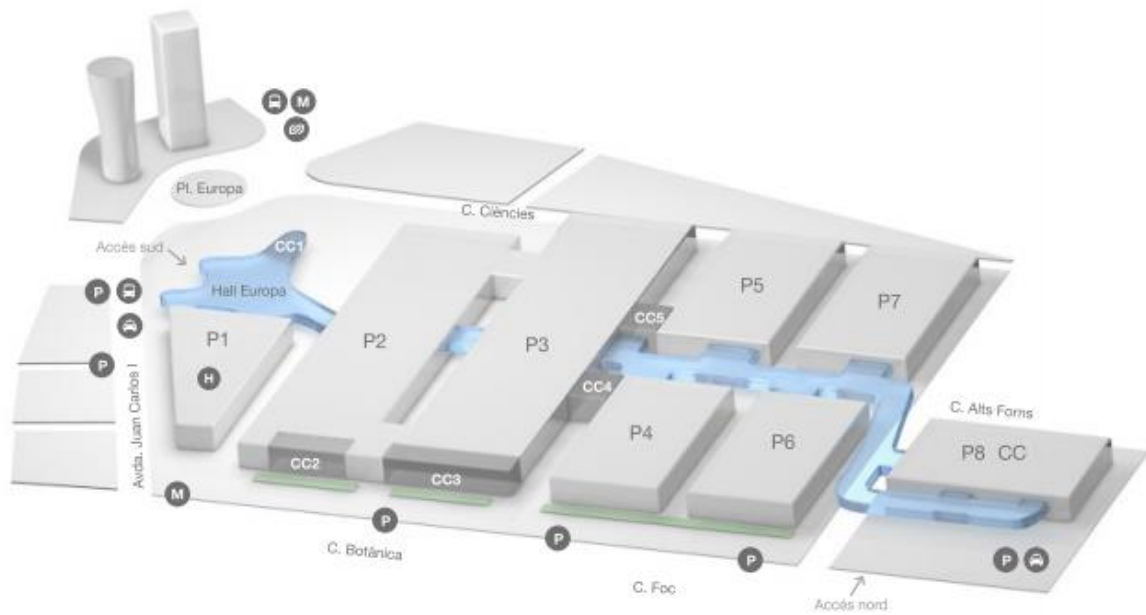 M
Pl. Europa
C. Ciències
Accés sud
CC1
P
Hall Europa
P5
P7
P1
P2
P3
CC5
P
H
Avda. Juan Carlos I
CC4
C. Alts Forns
P4
P6
P8 CC
CC2
CC3
M
P
C. Botànica
P
P
P
C. Foc
Accés nord